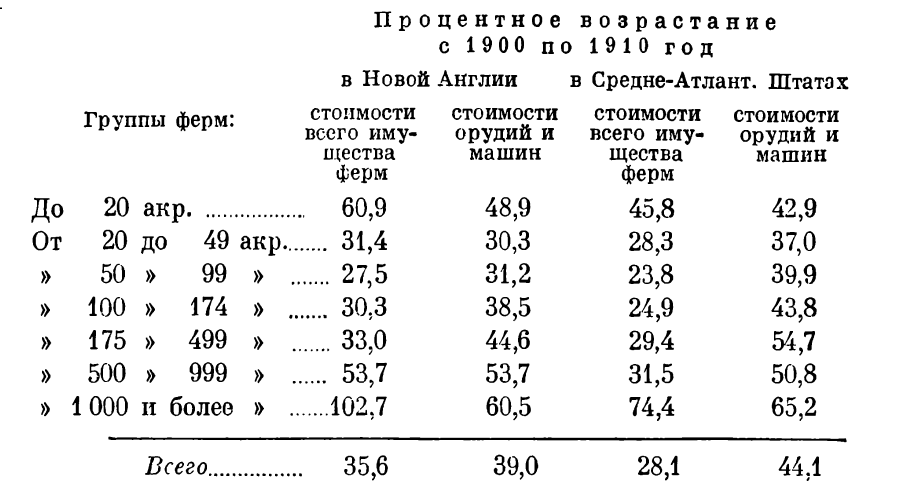 Процентное возрастание
с 1900 по 1910 год
в Новой Англии в Средне-Атлант. Штатах
Группы ферм: стоимости всего имущества ферм стоимости орудий и машин стоимости всего имущества ферм стоимости орудий и машин
До 20 акр. .................. 60,9 48,9 45,8 42,9
От 20 до 49 акр........ 31,4 30,3 28,3 37,0
» 50 » 99 » ....... 27,5 31,2 23,8 39,9
» 100 » 174 » ....... 30,3 38,5 24,9 43,8
» 175 » 499 » ....... 33,0 44,6 29,4 54,7
» 500 » 999 » ...... 53,7 53,7 31,5 50,8
» 1 000 и более » .......102,7 60,5 74,4 65,2
Всего................ 35,6 39,0 28,1 44,1